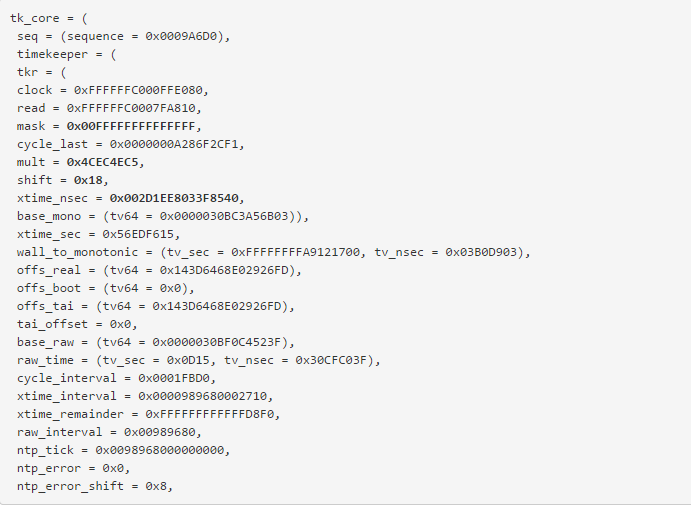 tk_core = (
seq = (sequence = 0x0009A6D0),
timekeeper = (
tkr = (
clock = 0xFFFFFFC000FFE080,
read = 0xFFFFFFC0007FA810,
mask = 0x00FFFFFFFFFFFFFF,
cycle_last = 0x0000000A286F2CF1,
mult = 0x4CEC4EC5,
shift = 0x18,
xtime_nsec = 0x002D1EE8033F8540,
base_mono = (tv64 = 0x0000030BC3A56B03)),
xtime_sec = 0x56EDF615,
wall_to_monotonic = (tv_sec = 0xFFFFFFFFA9121700, tv_nsec = 0x03B0D903),
offs_real = (tv64 = 0x143D6468E02926FD),
offs_boot = (tv64 = 0x0),
offs_tai = (tv64 = 0x143D6468E02926FD),
tai_offset = 0x0,
base_raw = (tv64 = 0x0000030BF0C4523F),
raw_time = (tv_sec = 0x0D15, tv_nsec = 0x30CFC03F),
cycle_interval = 0x0001FBD0,
xtime_interval = 0x0000989680002710,
xtime_remainder = 0xFFFFFFFFFFFFD8F0,
raw_interval = 0x00989680,
ntp_tick = 0x0098968000000000,
ntp_error = 0x0,
ntp_error_shift = 0x8,